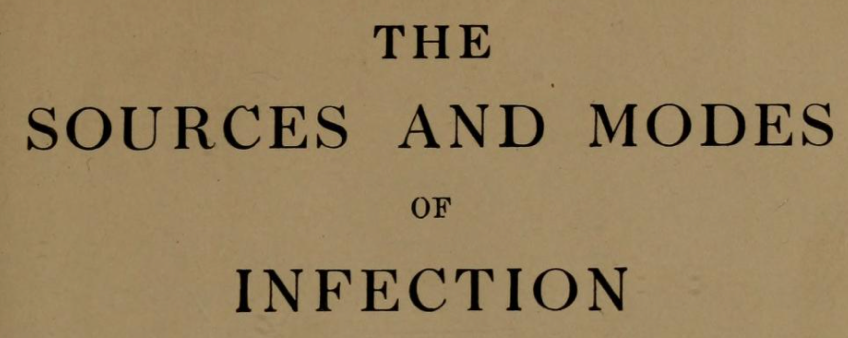 THE
SOURCES AND MODES
OF
INFECTION